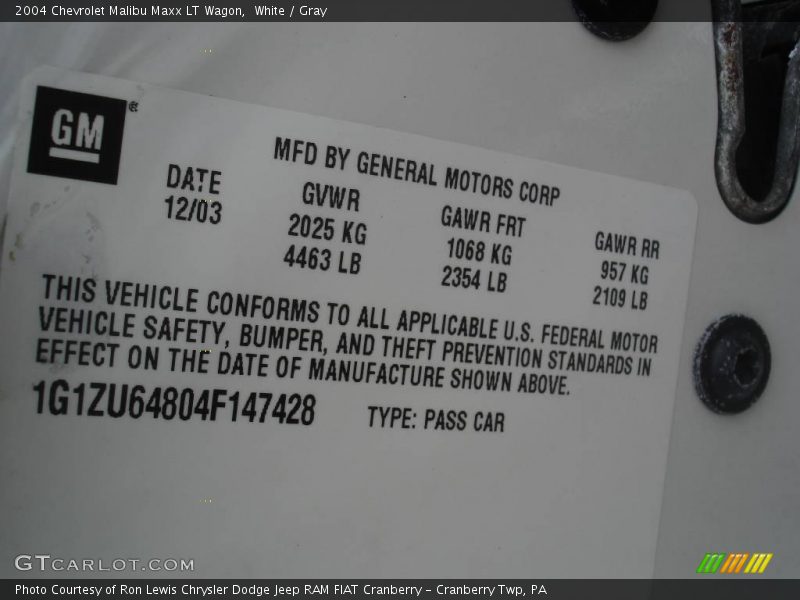 2004 Chevrolet Malibu Maxx LT Wagon,  White / Gray
GM ®
MFD BY GENERAL MOTORS CORP
DATE GVWR GAWR FRT GAWR RR
12/03 2025 KG 1068 KG 957 KG
4463 LB 2354 LB 2109 LB
THIS VEHICLE CONFORMS TO ALL APPLICABLE U.S. FEDERAL MOTOR
VEHICLE SAFETY, BUMPER, AND THEFT PREVENTION STANDARDS IN
EFFECT ON THE DATE OF MANUFACTURE SHOWN ABOVE.
1G1ZU64804F147428 TYPE: PASS CAR
GTCARLOT.COM
Photo Courtesy of Ron Lewis Chrysler Dodge Jeep RAM FIAT Cranberry – Cranberry Twp, PA